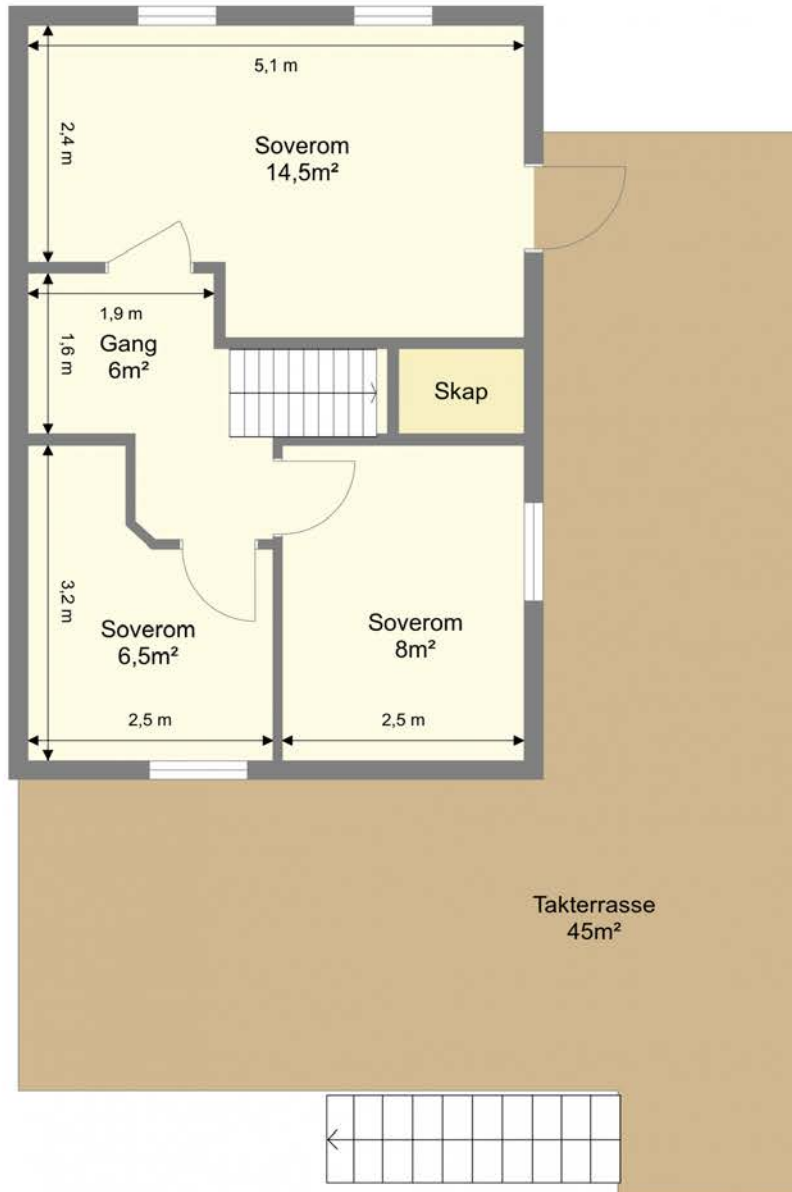 5,1 m
2,4 m
Soverom
14,5m²
1,9 m
Gang
6m²
1,6 m
Skap
3,2 m
Soverom
6,5m²
Soverom
8m²
2,5 m
2,5 m
Takterrasse
45m²